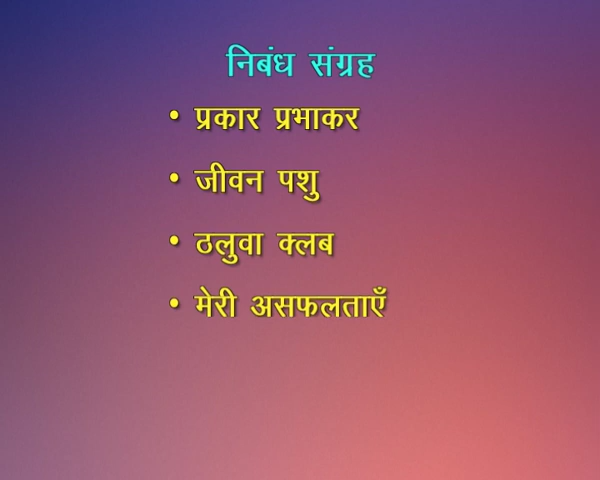 निबंध संग्रह
• प्रकार प्रभाकर
• जीवन पशु
• ठलुवा क्लब
• मेरी असफलताएँ